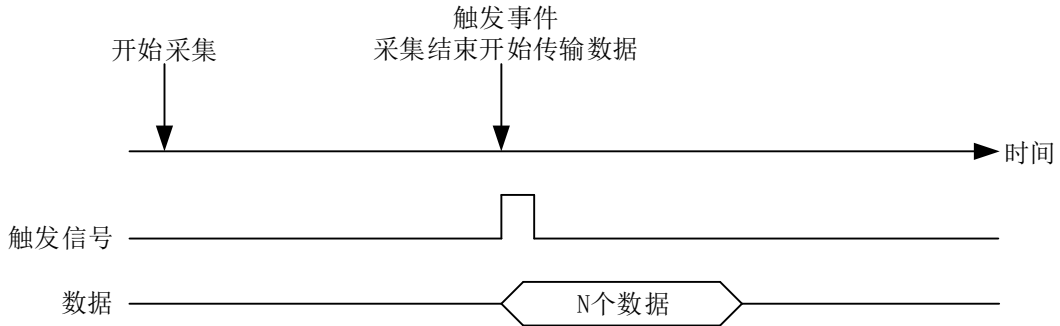 触发事件
开始采集
采集结束开始传输数据
时间
触发信号
数据
N个数据